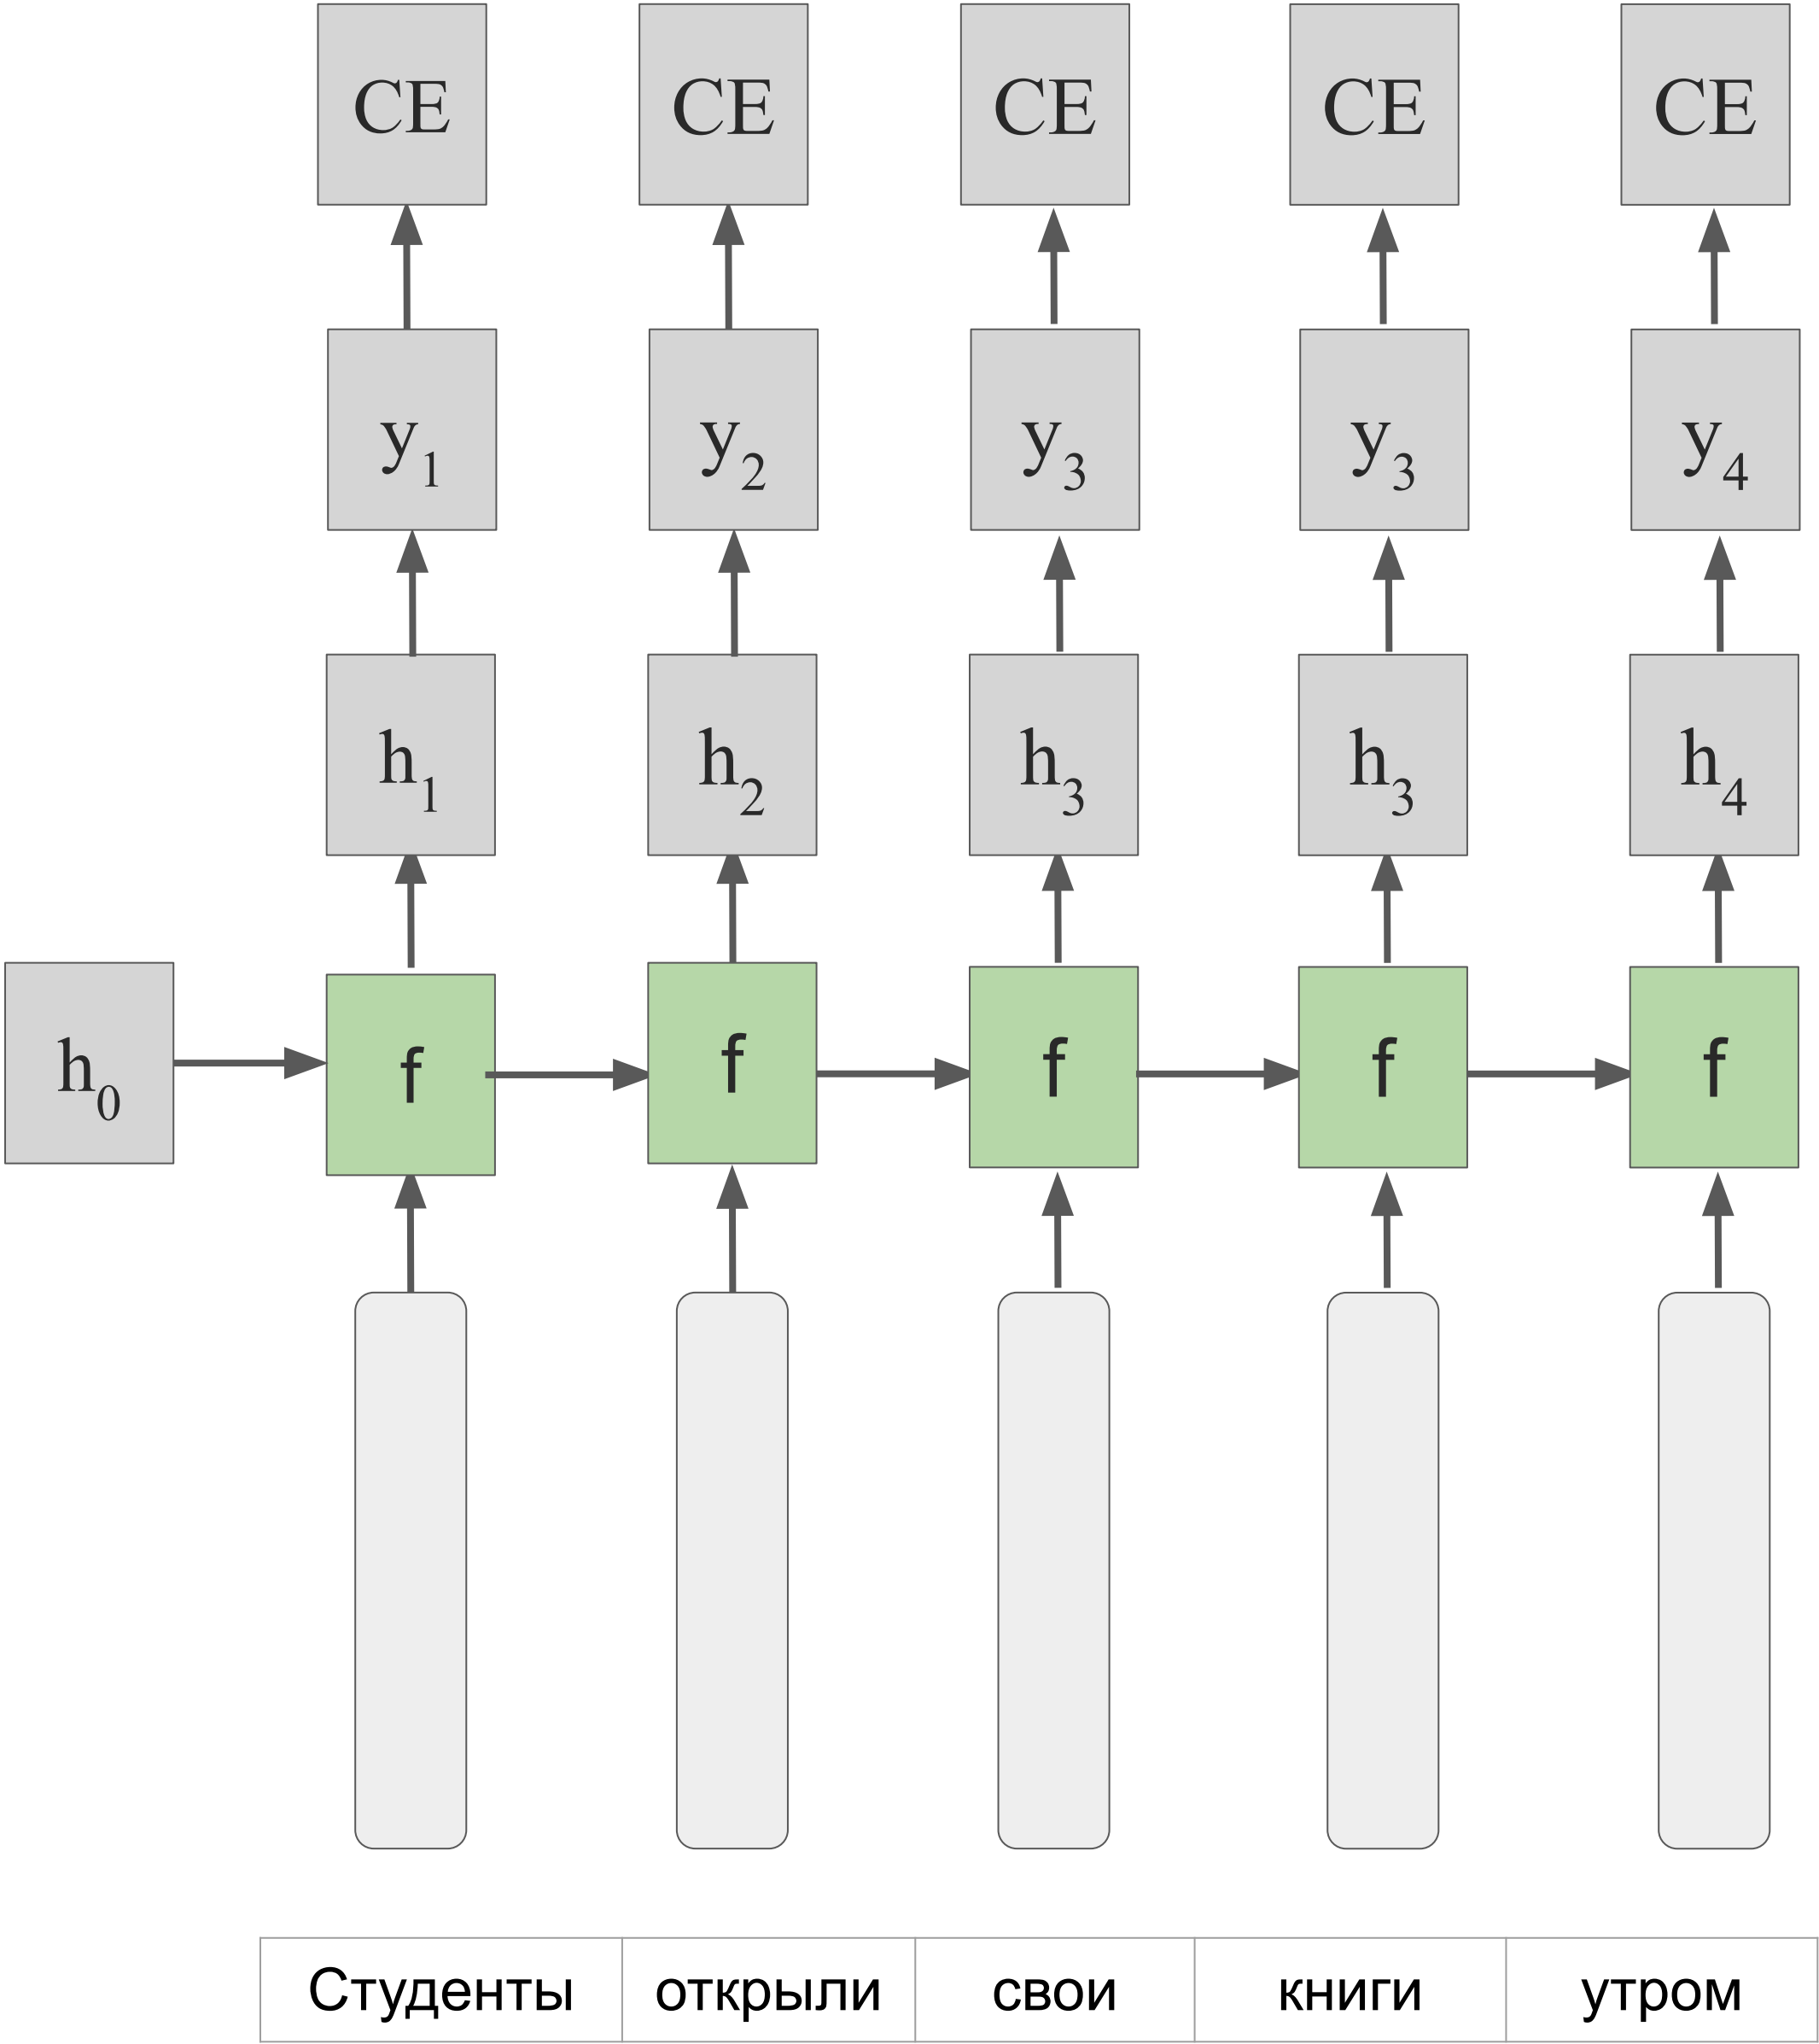 CE CE CE CE CE
y1 y2 y3 y3 y4
h1 h2 h3 h3 h4
h0 f f f f f
Студенты открыли свои книги утром